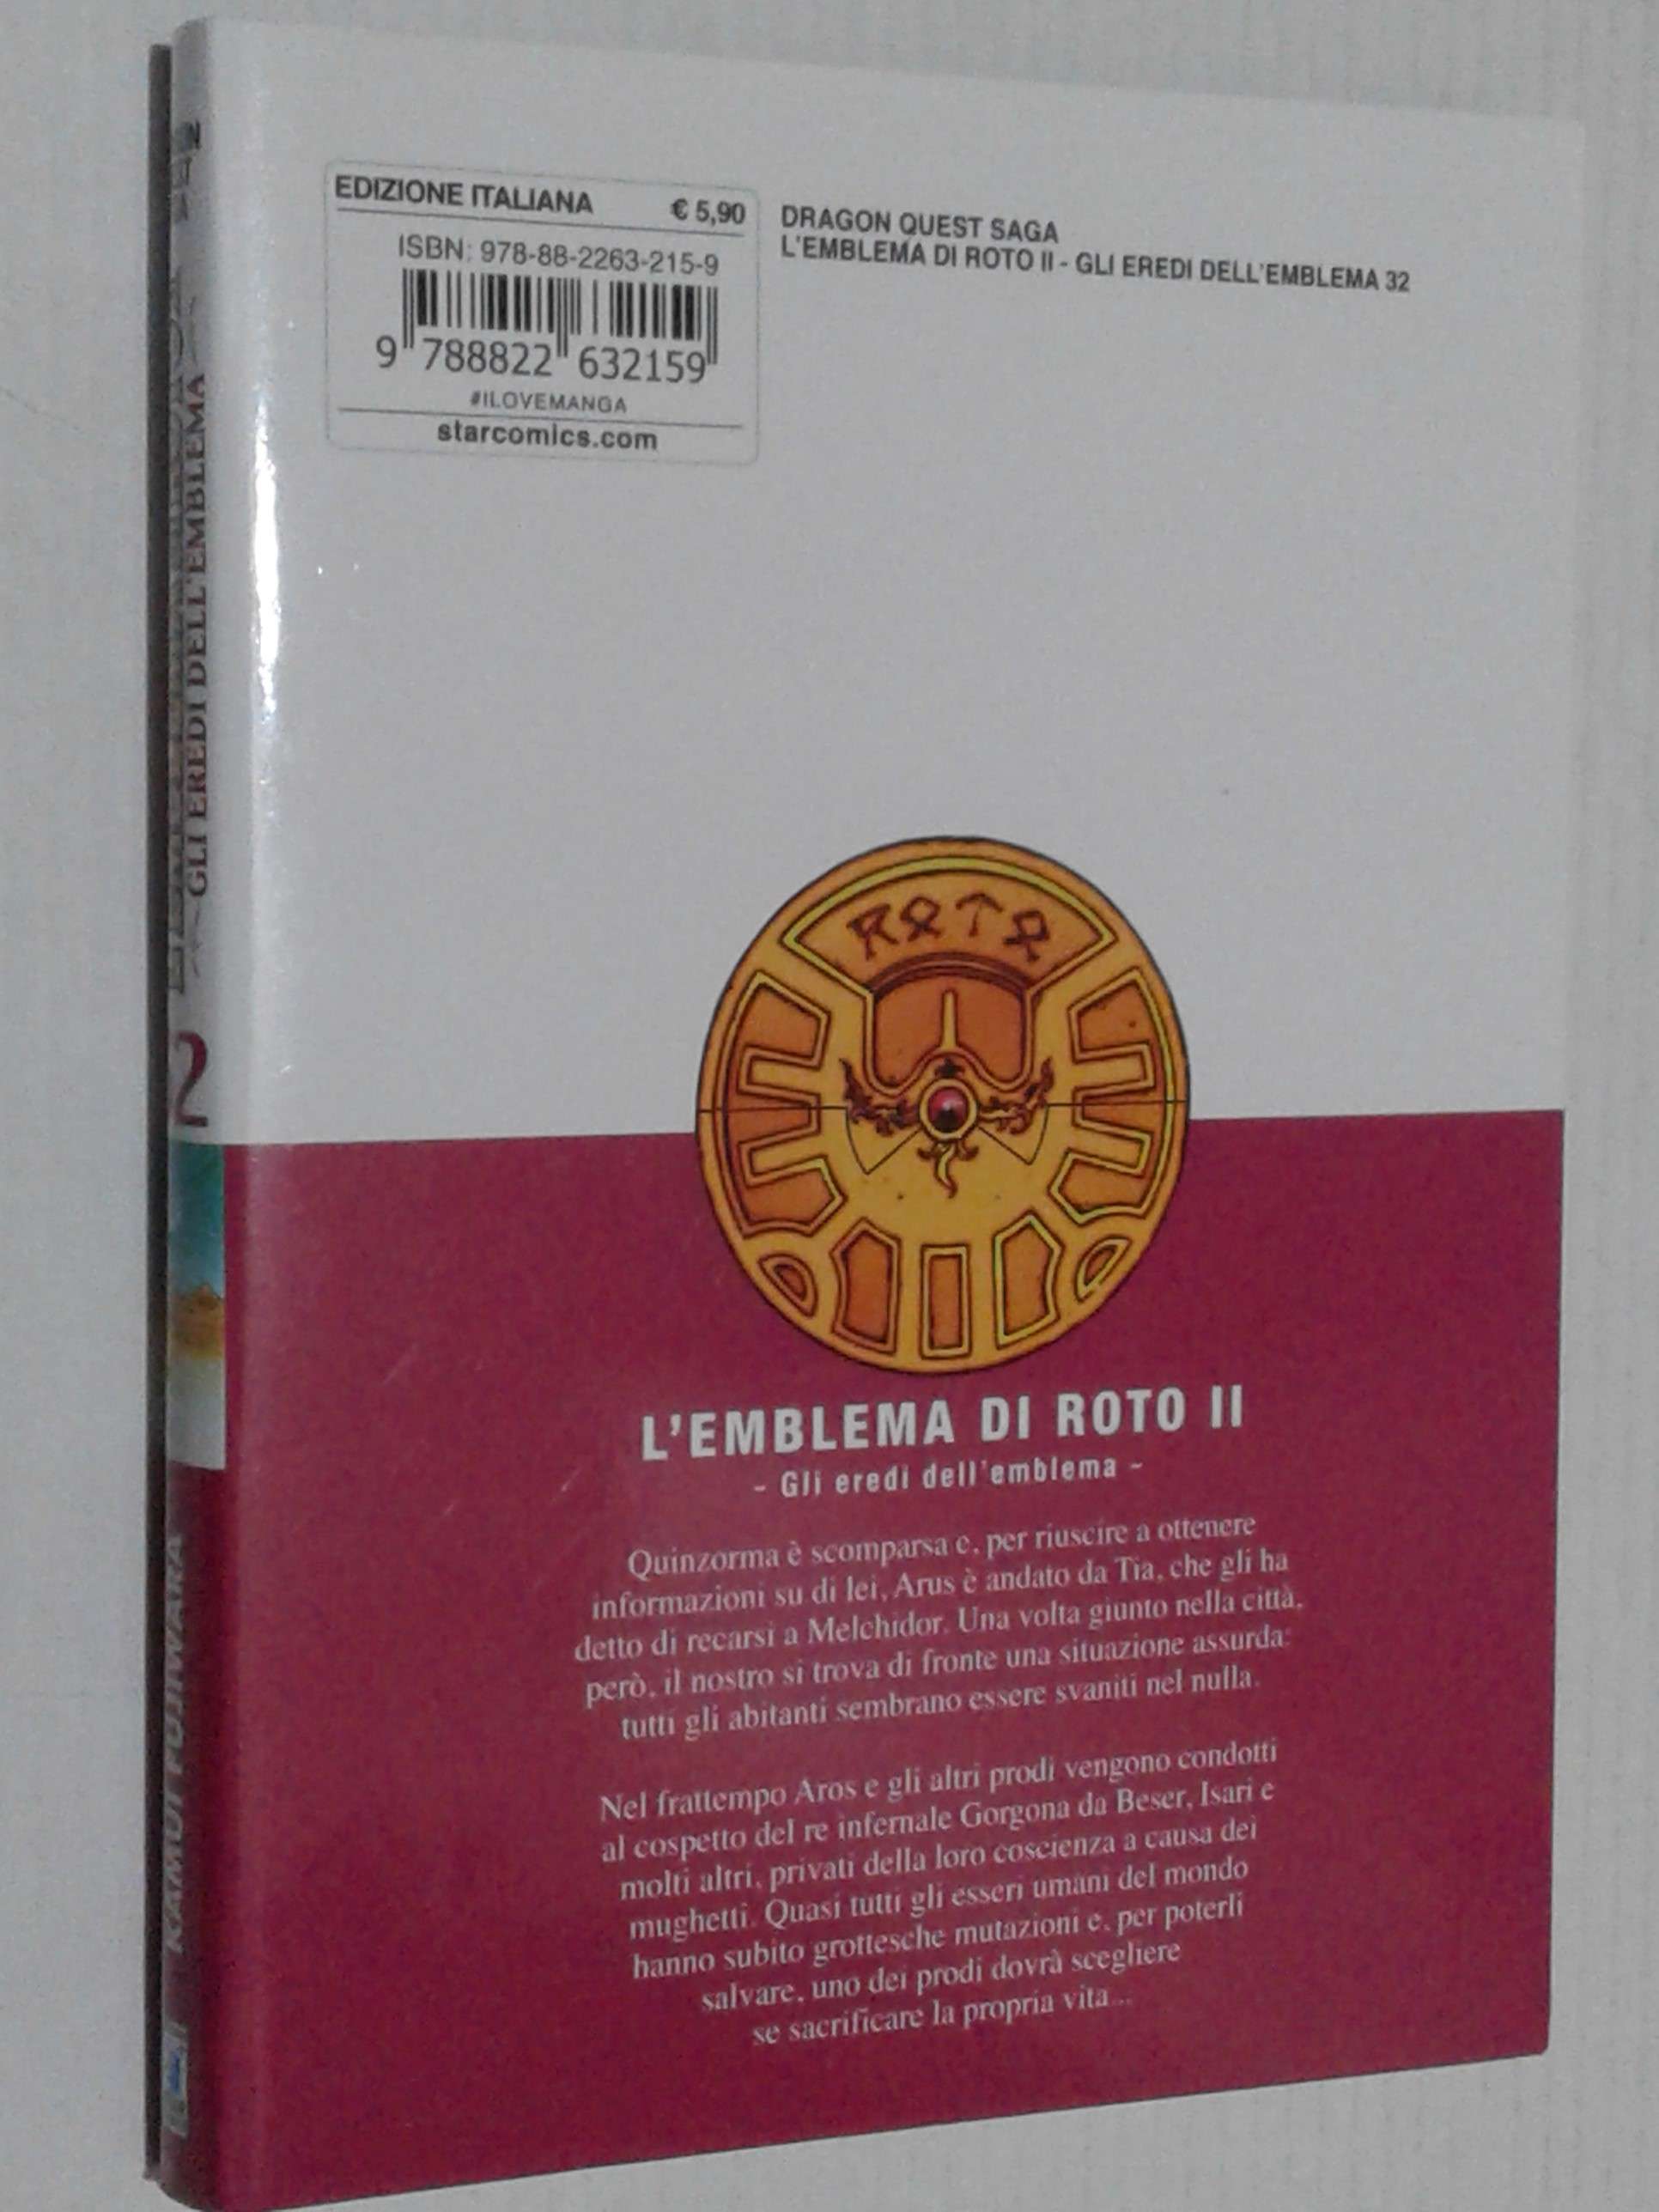 EDIZIONE ITALIANA € 5,90
ISBN: 978-88-2263-215-9
9 788822 632159
#ILOVEMANGA
starcomics.com
DRAGON QUEST SAGA
L'EMBLEMA DI ROTO II - GLI EREDI DELL'EMBLEMA 32
GLI EREDI DELL'EMBLEMA
2
KAMUI FUJIWARA
ROTO
L'EMBLEMA DI ROTO II
- Gli eredi dell'emblema -
Quinzorma è scomparsa e, per riuscire a ottenere
informazioni su di lei, Arus è andato da Tia, che gli ha
detto di recarsi a Melchidor. Una volta giunto nella città,
però, il nostro si trova di fronte una situazione assurda:
tutti gli abitanti sembrano essere svaniti nel nulla.
Nel frattempo Aros e gli altri prodi vengono condotti
al cospetto del re infernale Gorgona da Beser, Isari e
molti altri, privati della loro coscienza a causa dei
mughetti. Quasi tutti gli esseri umani del mondo
hanno subito grottesche mutazioni e, per poterli
salvare, uno dei prodi dovrà scegliere
se sacrificare la propria vita...